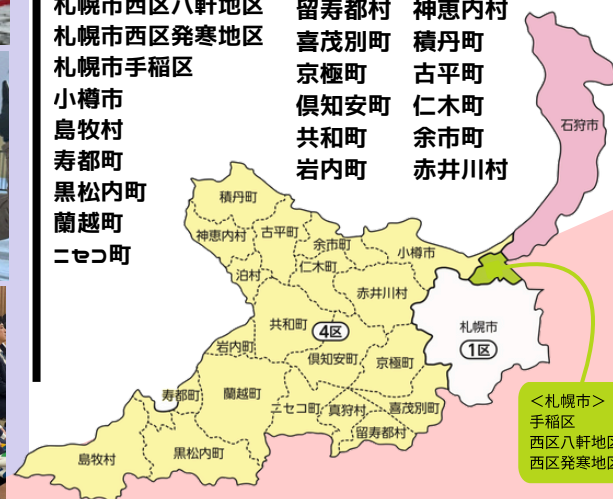 札幌市西区八軒地区
札幌市西区発寒地区
札幌市手稲区
小樽市
島牧村
寿都町
黒松内町
蘭越町
ニセコ町
留寿都村
喜茂別町
京極町
倶知安町
共和町
岩内町
神恵内村
積丹町
古平町
仁木町
余市町
赤井川村
石狩市
積丹町
神恵内村
古平町
余市町
小樽市
泊村
仁木町
赤井川村
共和町
4区
札幌市
1区
岩内町
倶知安町
京極町
寿都町
蘭越町
ニセコ町
真狩村
喜茂別町
留寿都村
島牧村
黒松内町
＜札幌市＞
手稲区
西区八軒地区
西区発寒地区